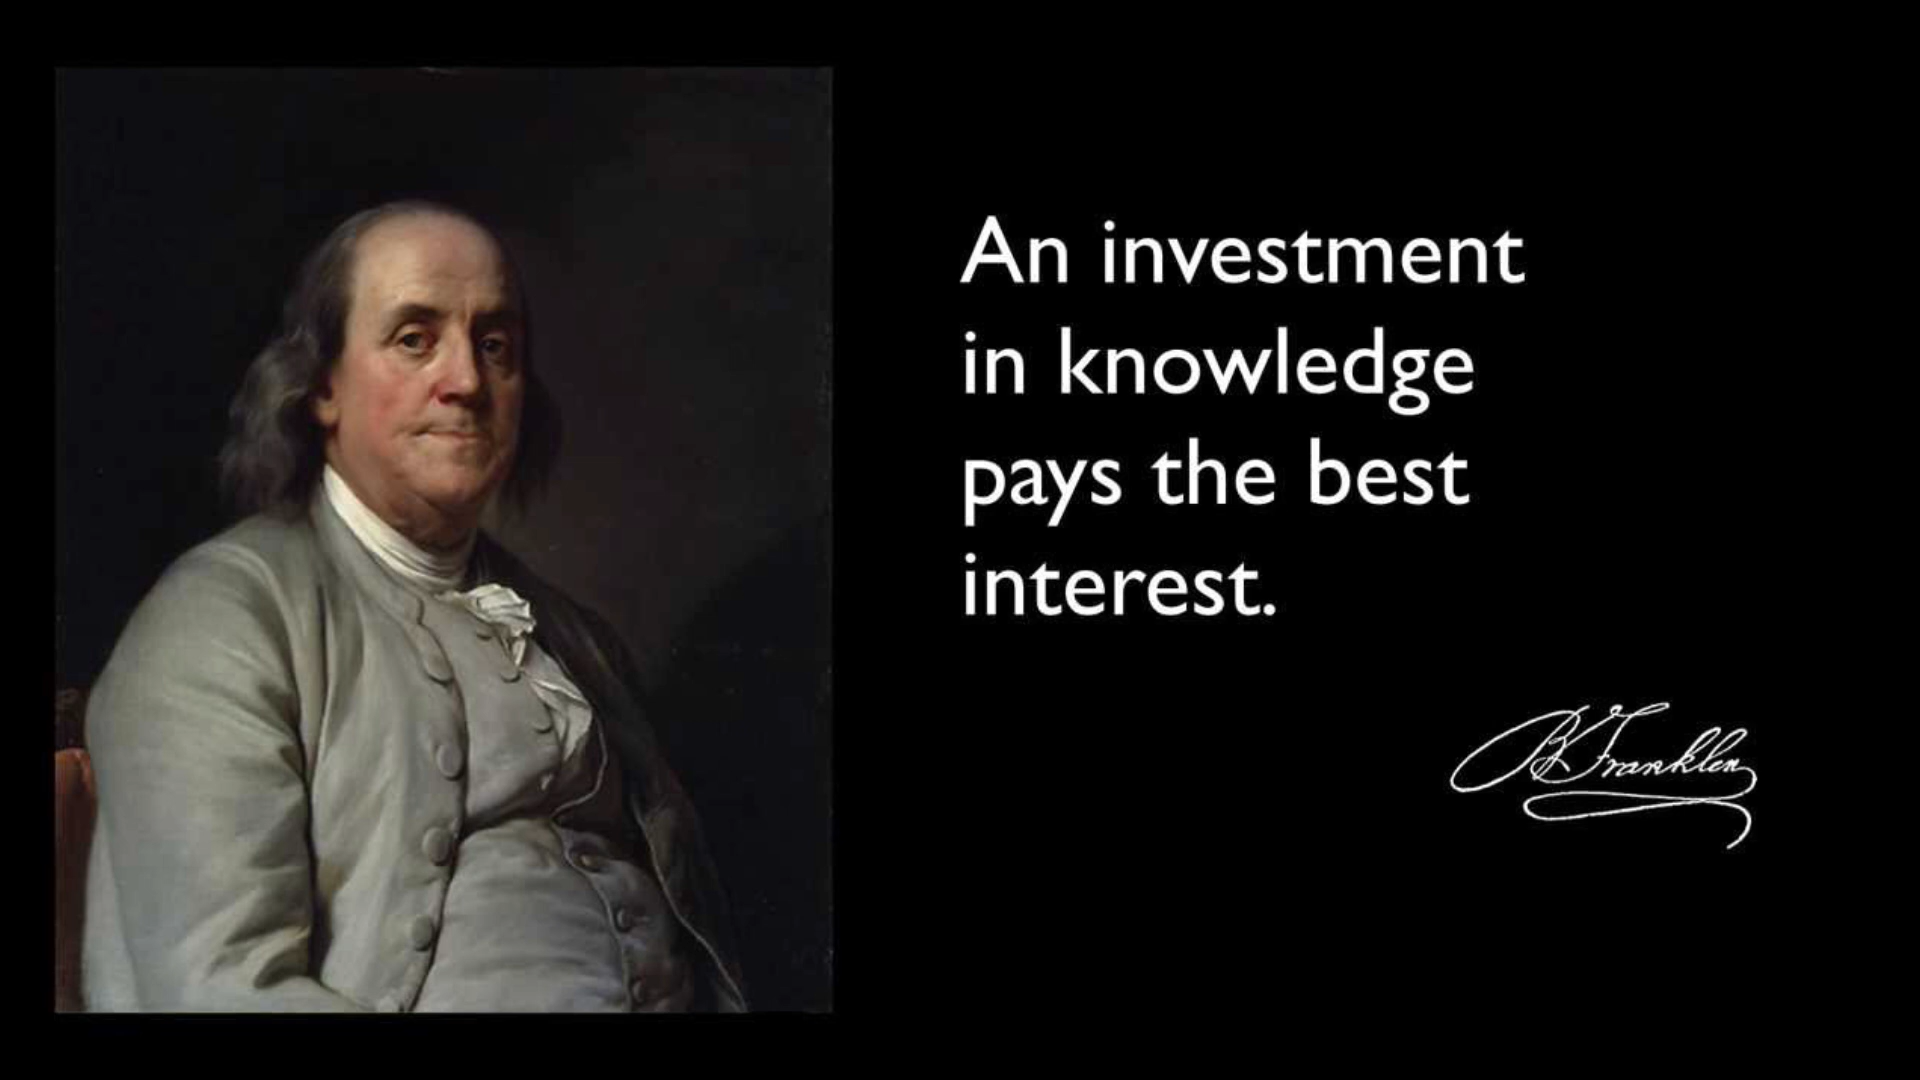 An investment
in knowledge
pays the best
interest.
B Franklin